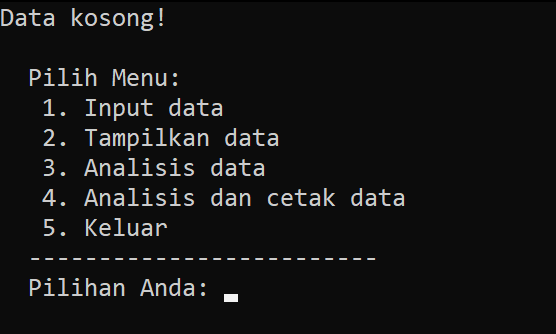 Data kosong!
Pilih Menu:
1. Input data
2. Tampilkan data
3. Analisis data
4. Analisis dan cetak data
5. Keluar
-------------------------
Pilihan Anda: